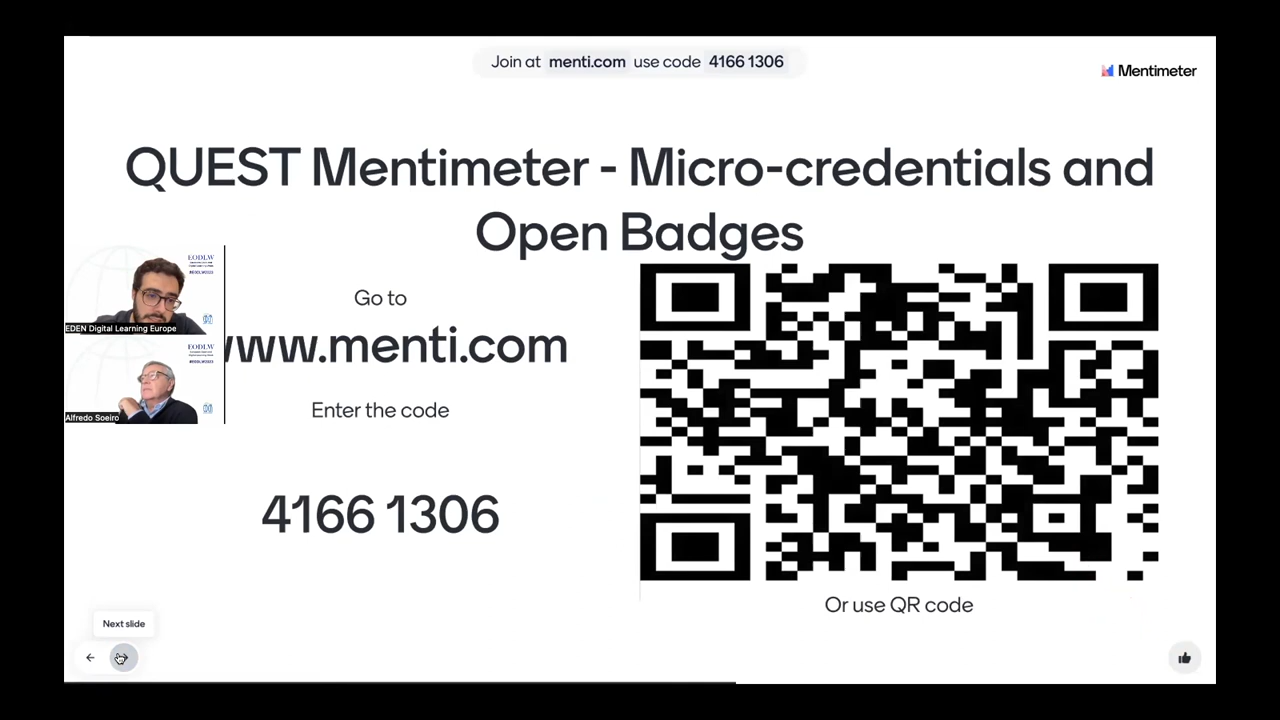 Join at menti.com use code 4166 1306
Mentimeter
QUEST Mentimeter - Micro-credentials and
Open Badges
EODLW
EDEN Digital Learning Europe
EODLW
Alfredo Soeiro
Go to
www.menti.com
Enter the code
4166 1306
Or use QR code
Next slide